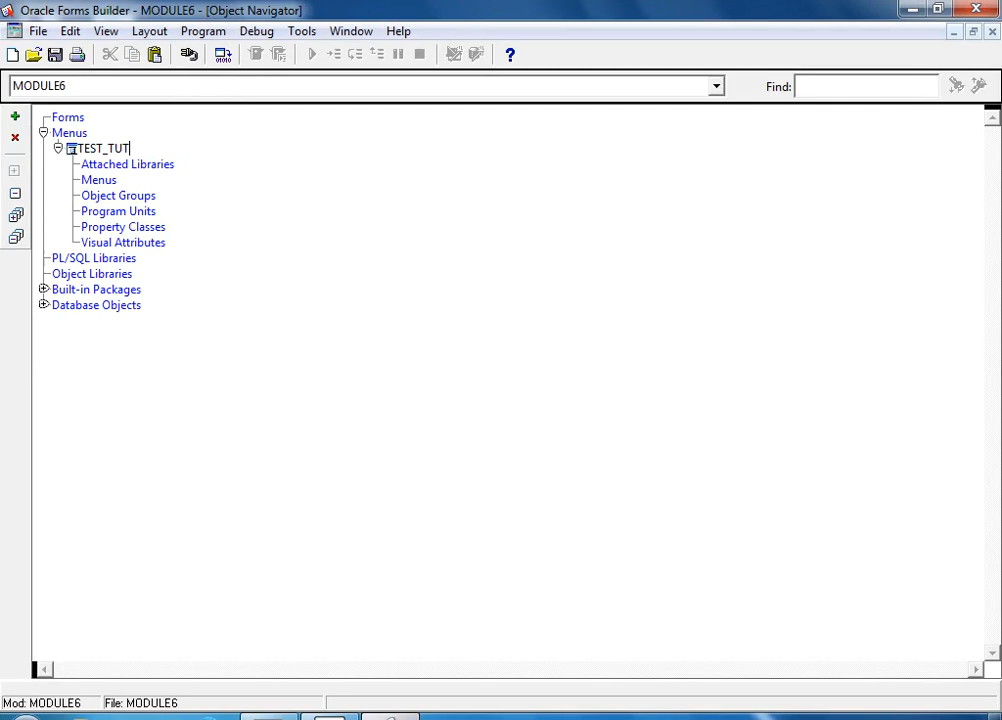 Oracle Forms Builder - MODULE6 - [Object Navigator]
File Edit View Layout Program Debug Tools Window Help
MODULE6 Find:
Forms
Menus
TEST_TUT
Attached Libraries
Menus
Object Groups
Program Units
Property Classes
Visual Attributes
PL/SQL Libraries
Object Libraries
Built-in Packages
Database Objects
Mod: MODULE6 File: MODULE6